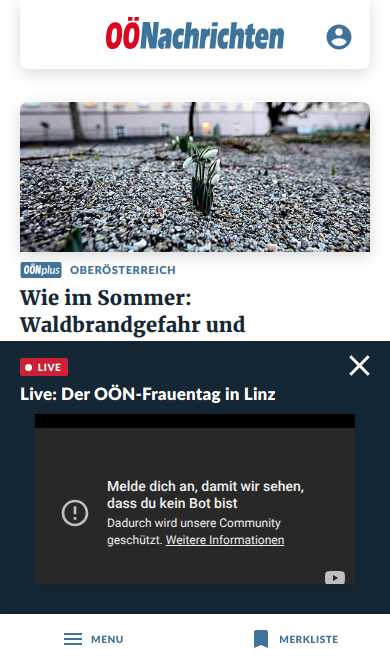 OÖNachrichten
OÖNplus OBERÖSTERREICH
Wie im Sommer:
Waldbrandgefahr und
LIVE
Live: Der OÖN-Frauentag in Linz
Melde dich an, damit wir sehen,
dass du kein Bot bist
Dadurch wird unsere Community
geschützt. Weitere Informationen
MENU
MERKLISTE